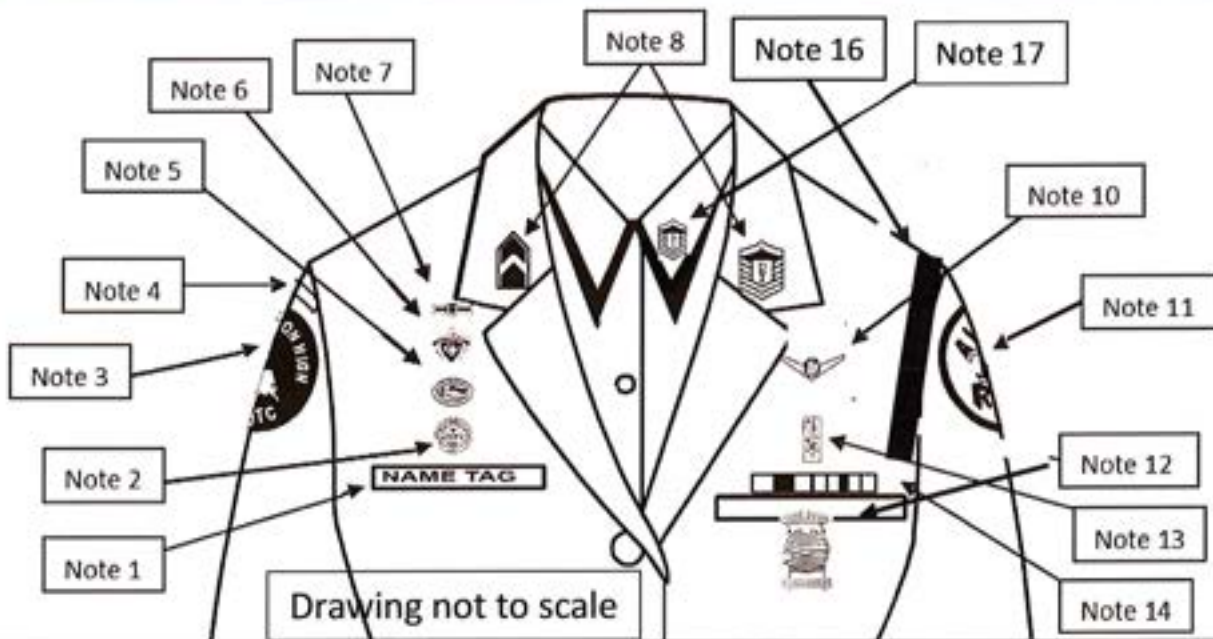 Note 8
Note 16
Note 17
Note 7
Note 6
Note 5
Note 10
Note 4
Note 11
Note 3
Note 2
NAME TAG
Note 12
Note 1
Note 13
Drawing not to scale
Note 14